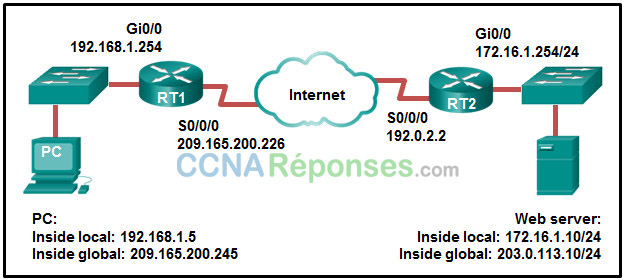 Gi0/0
192.168.1.254
Gi0/0
172.16.1.254/24
RT1
Internet
RT2
S0/0/0
209.165.200.226
S0/0/0
192.0.2.2
PC
CCNARéponses.com
PC:
Inside local: 192.168.1.5
Inside global: 209.165.200.245
Web server:
Inside local: 172.16.1.10/24
Inside global: 203.0.113.10/24